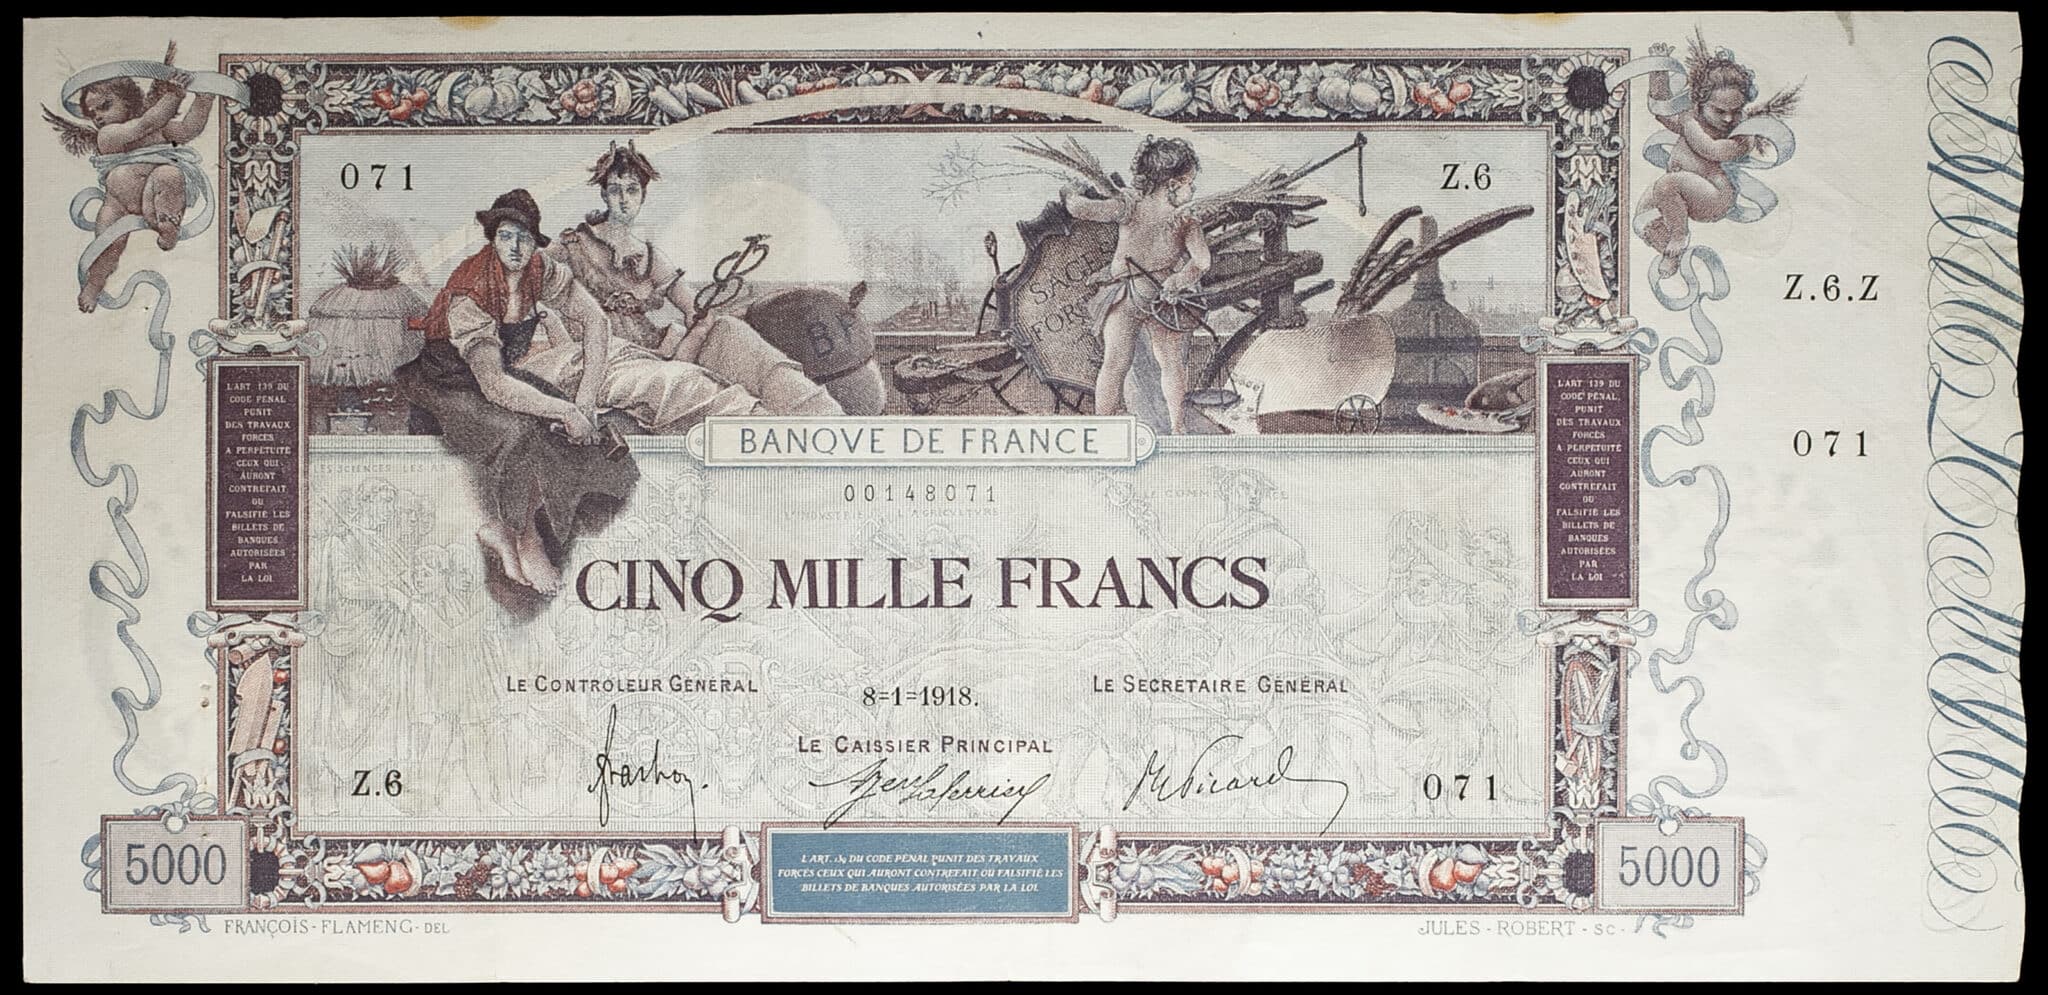 071
Z.6
SAGES
FOR
BF
Z.6.Z
BANQVE DE FRANCE
00148071
071
L'ART 139 DU
CODE PÉNAL
PUNIT
DES TRAVAUX
FORCÉS
A PERPÉTUITÉ
CEUX QUI
AURONT
CONTREFAIT
OU
FALSIFIÉ LES
BILLETS DE
BANQUES
AUTORISÉES
PAR
LA LOI
L'ART 139 DU
CODE PÉNAL,
PUNIT
DES TRAVAUX
FORCÉS
A PERPÉTUITÉ
CEUX QUI
AURONT
CONTREFAIT
OU
FALSIFIÉ LES
BILLETS DE
BANQUES
AUTORISÉES
PAR
LA LOI
CINQ MILLE FRANCS
LE CONTRÔLEUR GÉNÉRAL
8=1=1918.
LE SECRÉTAIRE GÉNÉRAL
LE CAISSIER PRINCIPAL
Z.6
071
5000
L'ART. 139 DU CODE PÉNAL PUNIT DES TRAVAUX
FORCÉS CEUX QUI AURONT CONTREFAIT OU FALSIFIÉ LES
BILLETS DE BANQUES AUTORISÉES PAR LA LOI.
5000
FRANÇOIS-FLAMENG-DEL
JULES-ROBERT-SC-